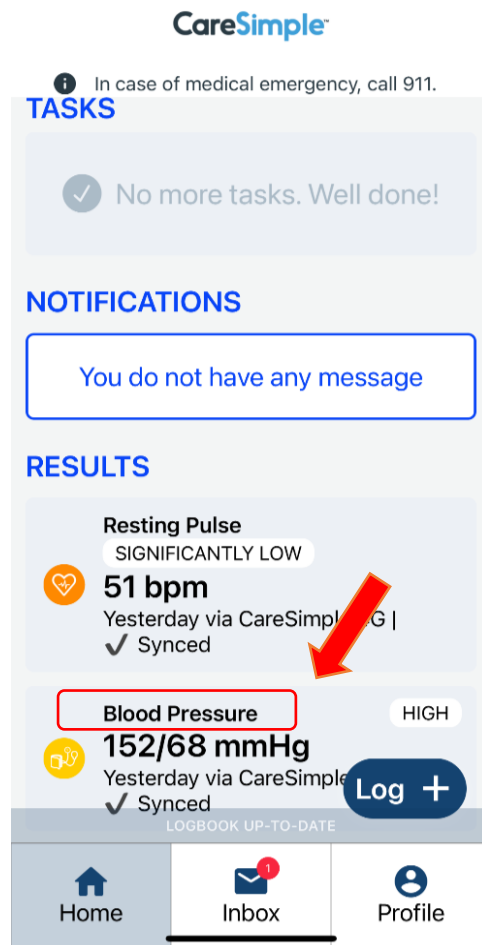 CareSimple™
In case of medical emergency, call 911.
TASKS
No more tasks. Well done!
NOTIFICATIONS
You do not have any message
RESULTS
Resting Pulse
SIGNIFICANTLY LOW
51 bpm
Yesterday via CareSimple G |
✓ Synced
Blood Pressure
HIGH
152/68 mmHg
Yesterday via CareSimple
✓ Synced
Log +
LOGBOOK UP-TO-DATE
1
Home
Inbox
Profile